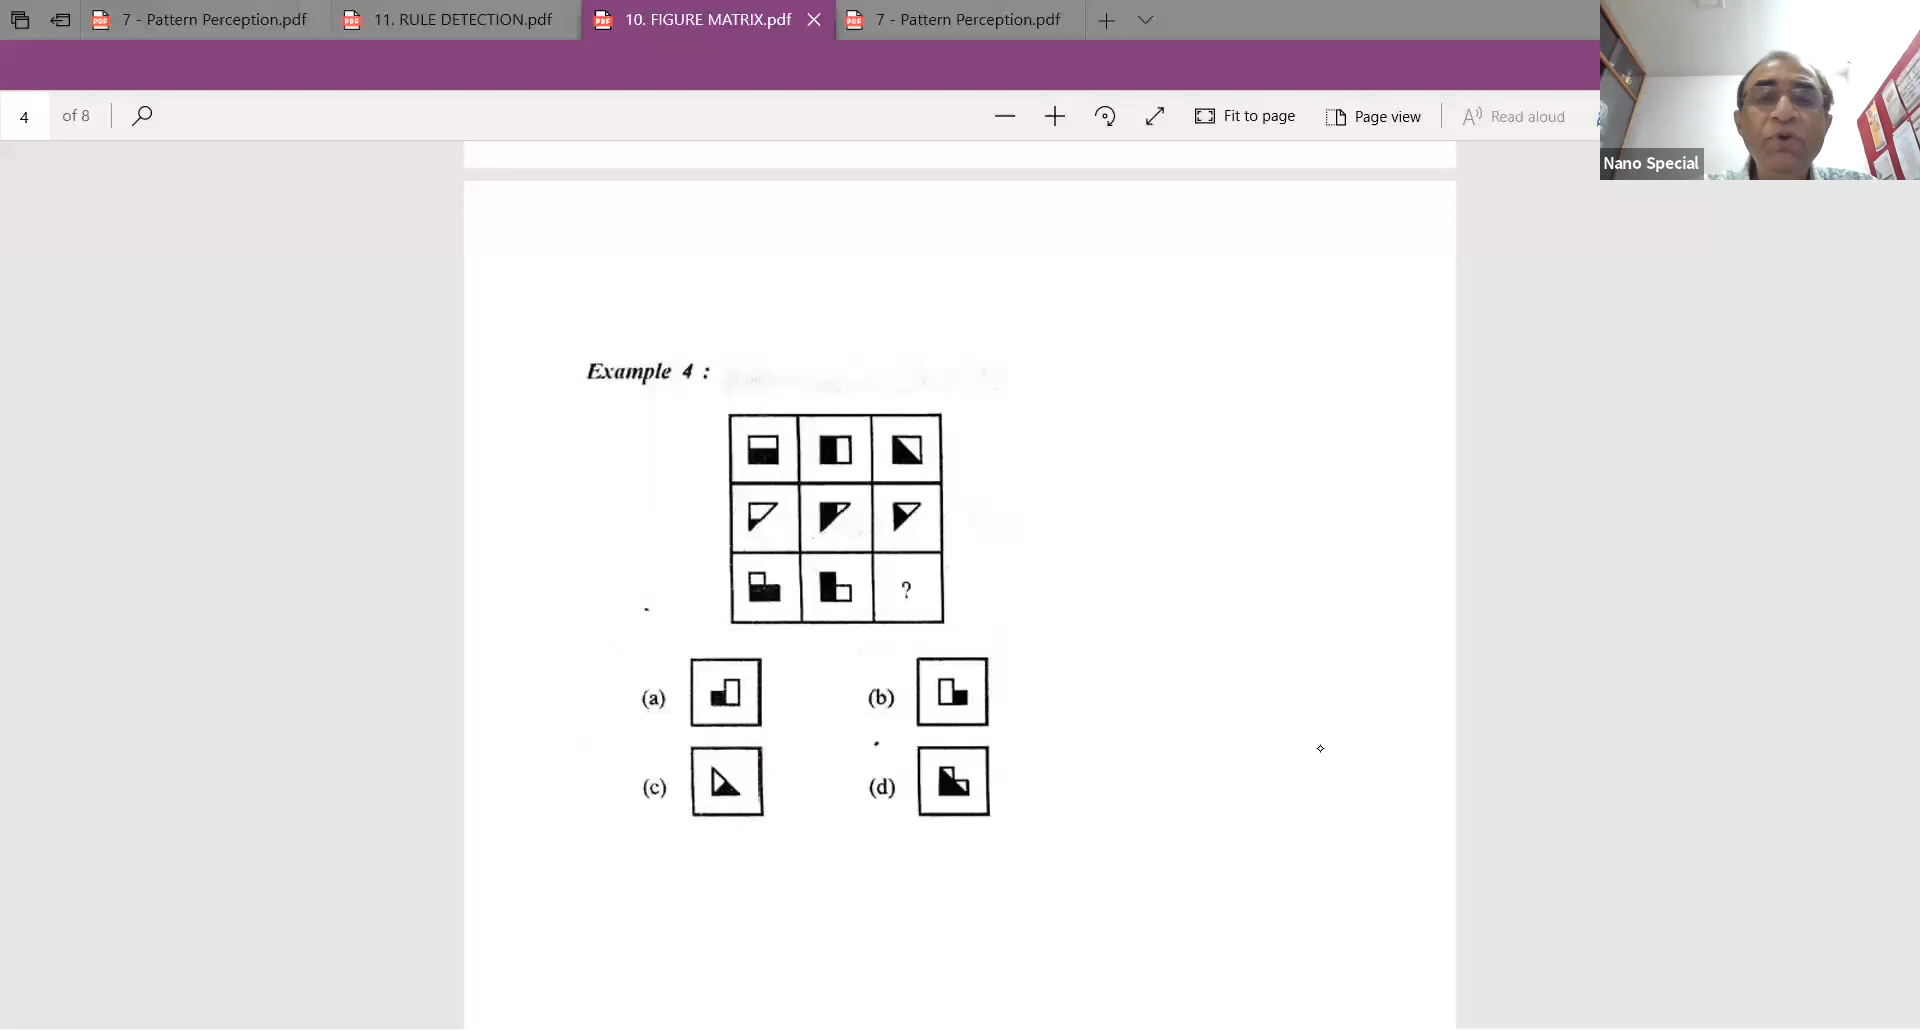 7 - Pattern Perception.pdf
11. RULE DETECTION.pdf
10. FIGURE MATRIX.pdf
7 - Pattern Perception.pdf
4 of 8
Fit to page
Page view
Read aloud
Nano Special
Example 4 :
?
(a)
(b)
(c)
(d)